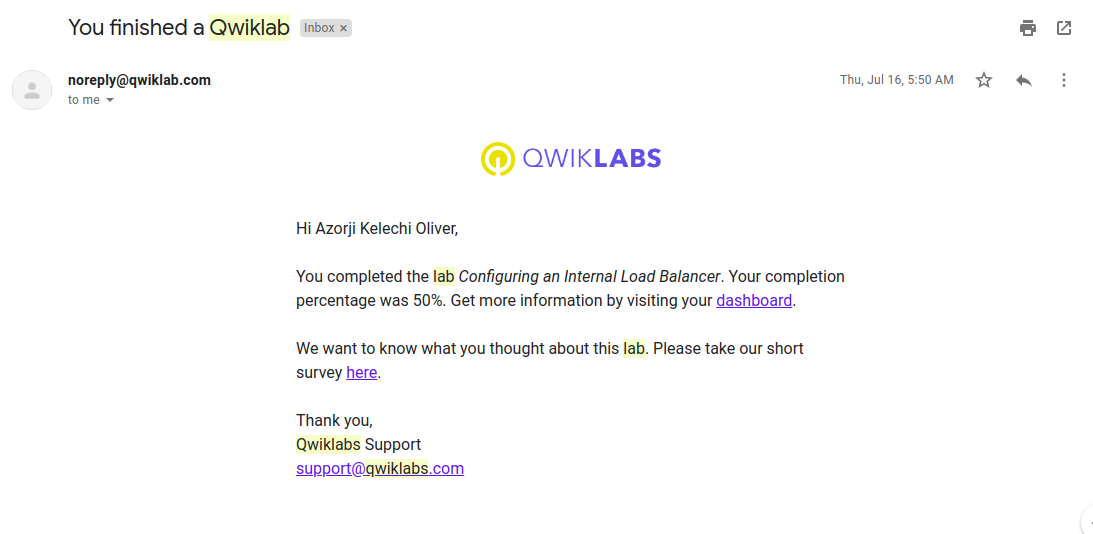 You finished a Qwiklab Inbox ×
noreply@qwiklab.com Thu, Jul 16, 5:50 AM
to me
QWIKLABS
Hi Azorji Kelechi Oliver,
You completed the lab Configuring an Internal Load Balancer. Your completion
percentage was 50%. Get more information by visiting your dashboard.
We want to know what you thought about this lab. Please take our short
survey here.
Thank you,
Qwiklabs Support
support@qwiklabs.com